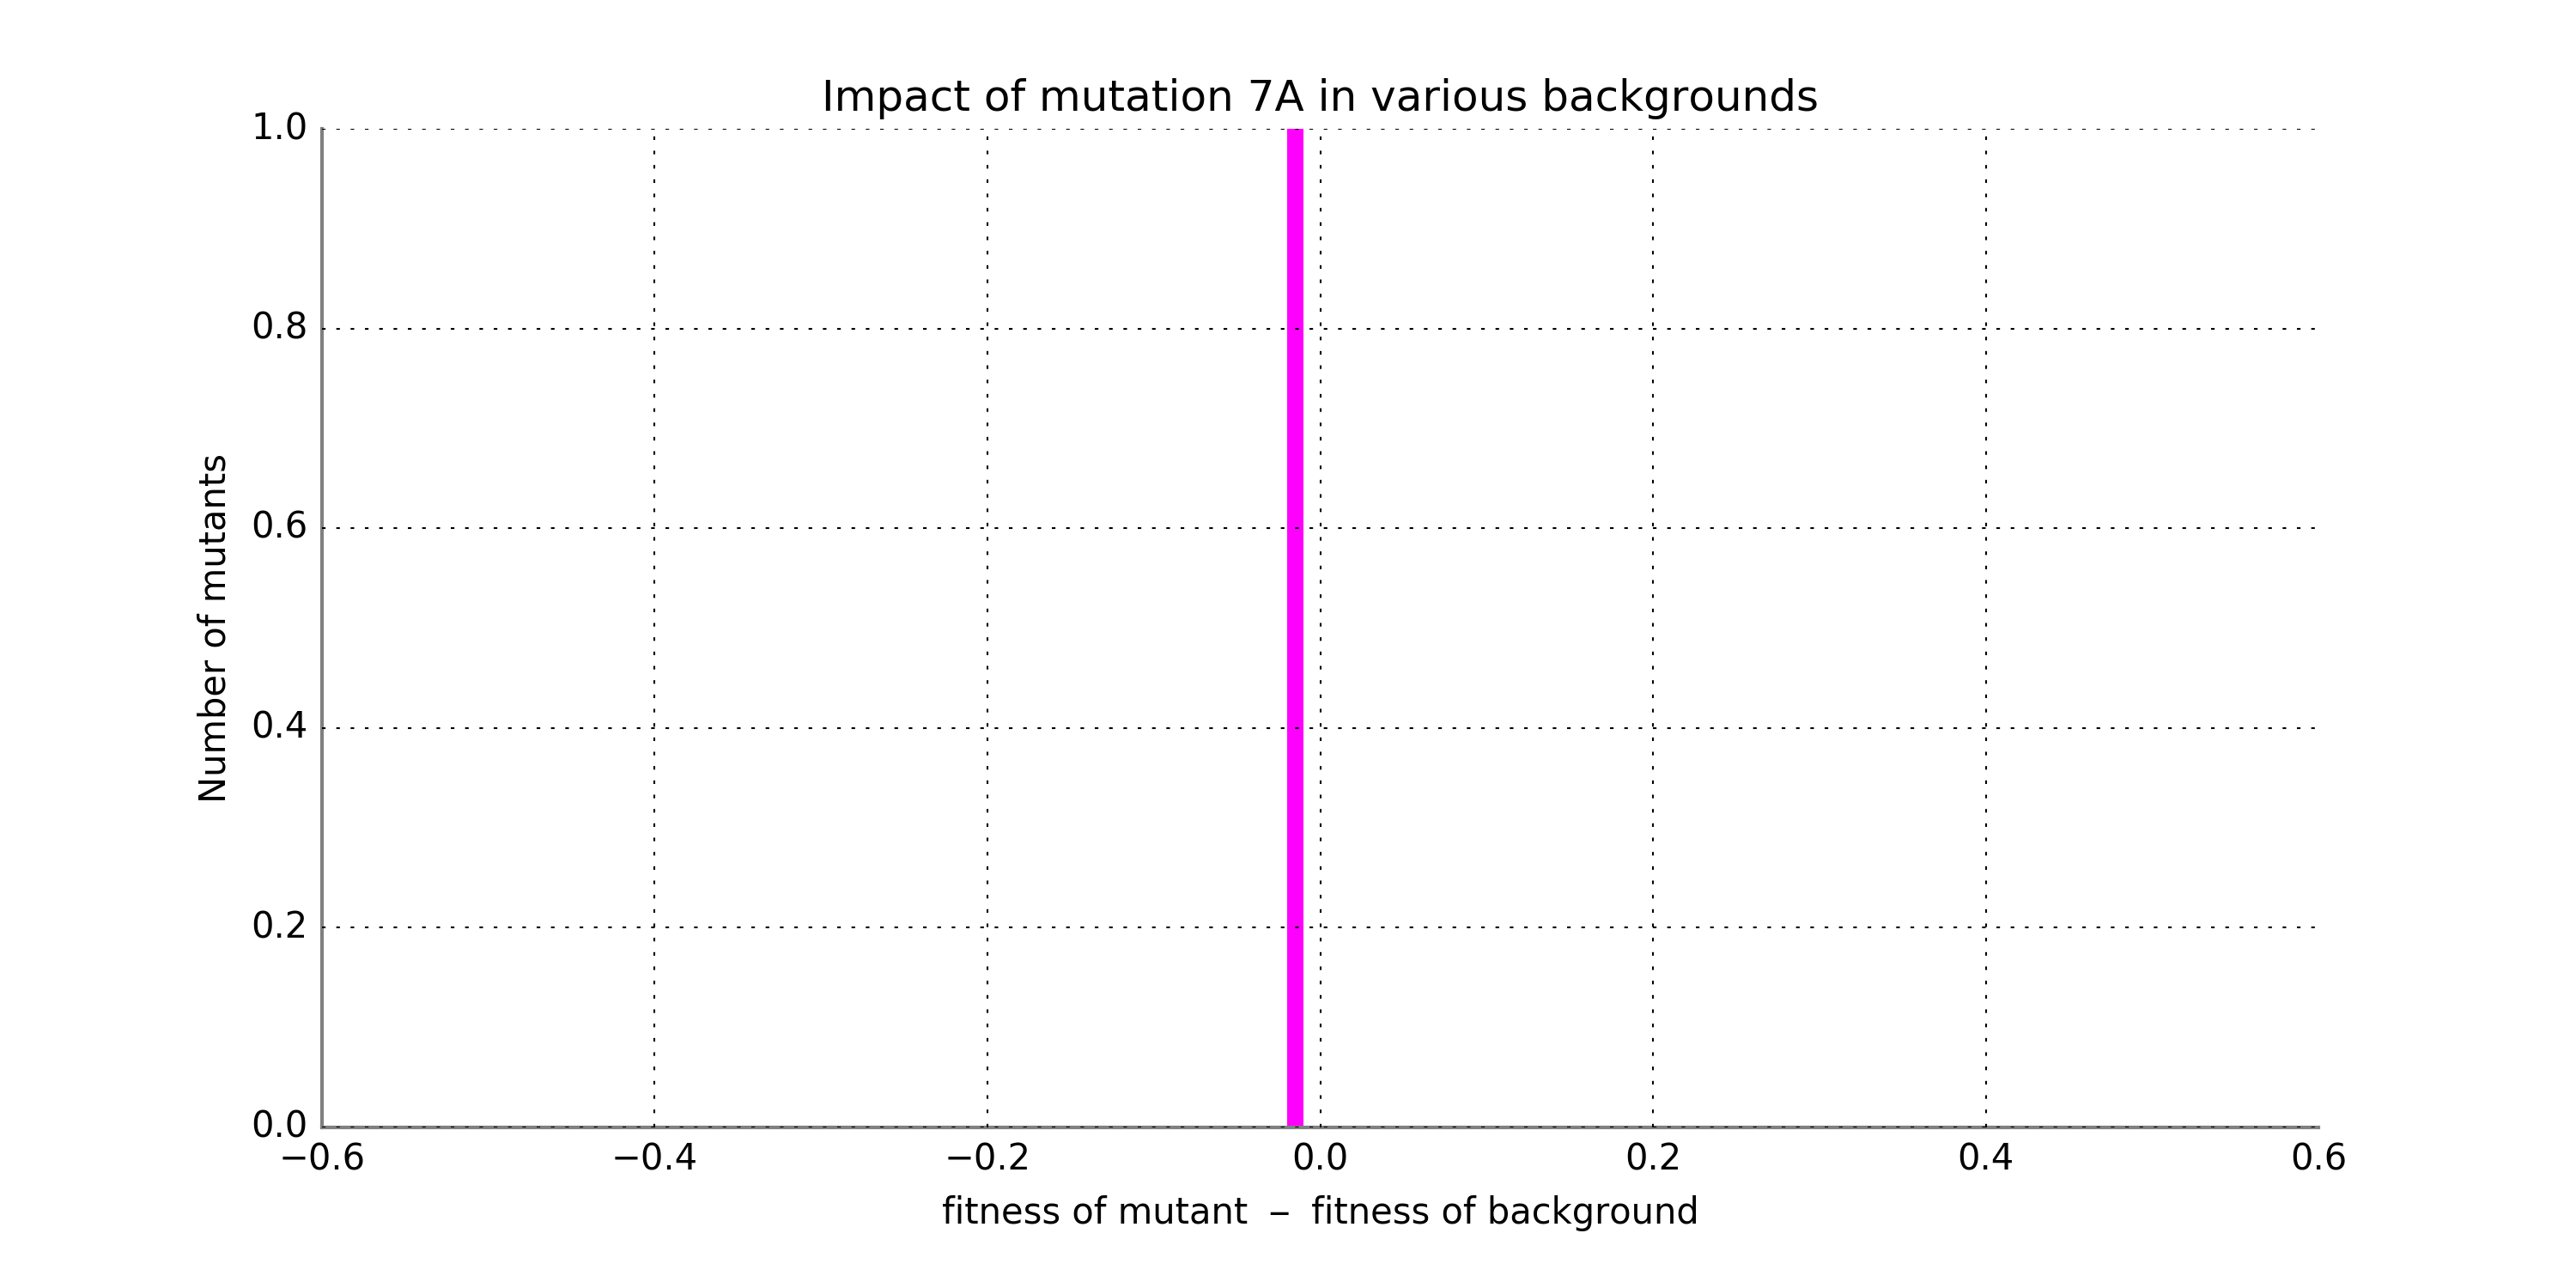 Impact of mutation 7A in various backgrounds
1.0
0.8
0.6
0.4
0.2
0.0
Number of mutants
−0.6 −0.4 −0.2 0.0 0.2 0.4 0.6
fitness of mutant − fitness of background